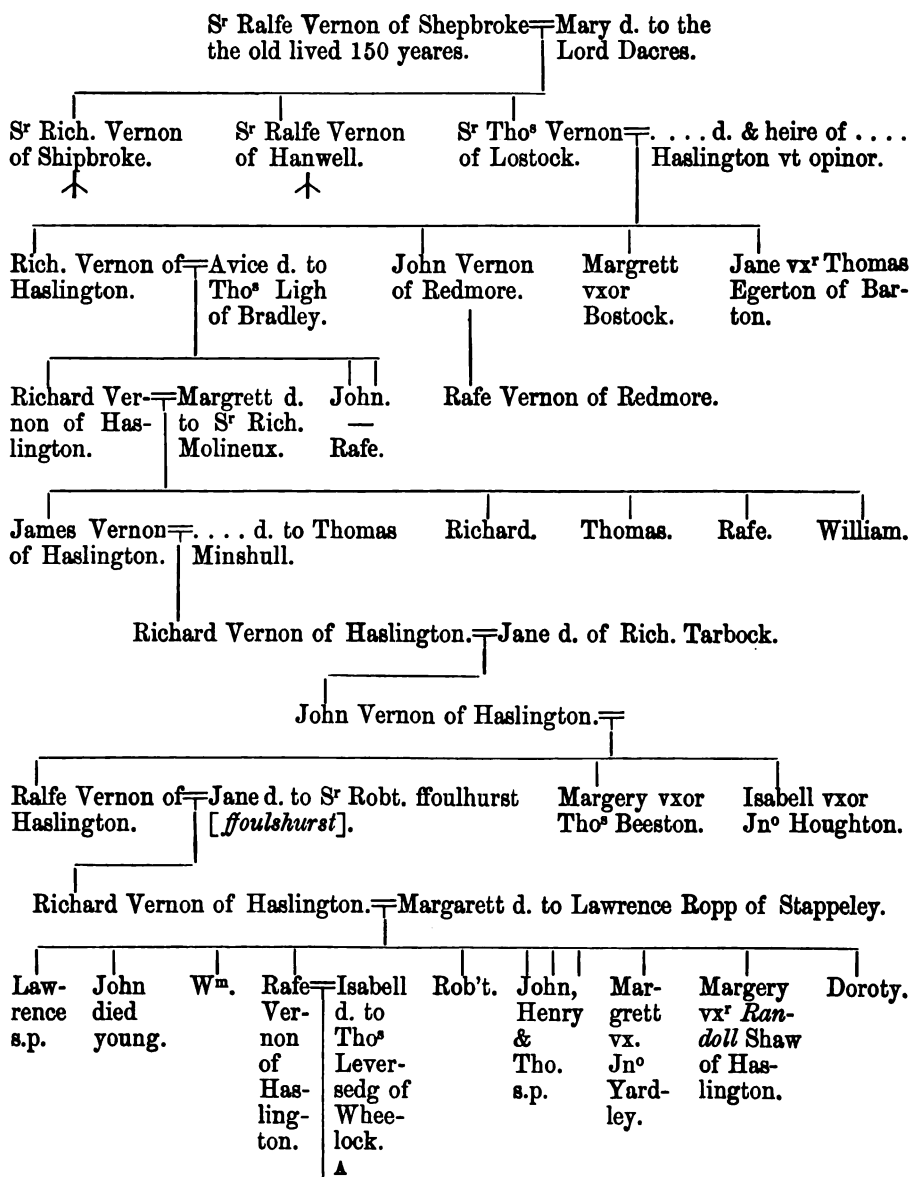 Sʳ Ralfe Vernon of Shepbroke
the old lived 150 yeares.
Mary d. to the
Lord Dacres.
Sʳ Rich. Vernon
of Shipbroke.
Sʳ Ralfe Vernon
of Hanwell.
Sʳ Thoˢ Vernon
of Lostock.
. . . . d. & heire of . . . .
Haslington vt opinor.
Rich. Vernon of
Haslington.
Avice d. to
Thoˢ Ligh
of Bradley.
John Vernon
of Redmore.
Margrett
vxor
Bostock.
Jane vxʳ Thomas
Egerton of Bar-
ton.
Richard Ver-
non of Has-
lington.
Margrett d.
to Sʳ Rich.
Molineux.
John.
—
Rafe.
Rafe Vernon of Redmore.
James Vernon
of Haslington.
. . . . d. to Thomas
Minshull.
Richard.
Thomas.
Rafe.
William.
Richard Vernon of Haslington.
Jane d. of Rich. Tarbock.
John Vernon of Haslington.
Ralfe Vernon of
Haslington.
Jane d. to Sʳ Robt. ffoulhurst
[ffoulshurst].
Margery vxor
Thoˢ Beeston.
Isabell vxor
Jnᵒ Houghton.
Richard Vernon of Haslington.
Margarett d. to Lawrence Ropp of Stappeley.
Law-
rence
s.p.
John
died
young.
Wᵐ.
Rafe
Ver-
non
of
Has-
ling-
ton.
Isabell
d. to
Thoˢ
Lever-
sedg of
Whee-
lock.
A
Rob't.
John,
Henry
&
Tho.
s.p.
Mar-
grett
vx.
Jnᵒ
Yard-
ley.
Margery
vxʳ Ran-
doll Shaw
of Has-
lington.
Doroty.